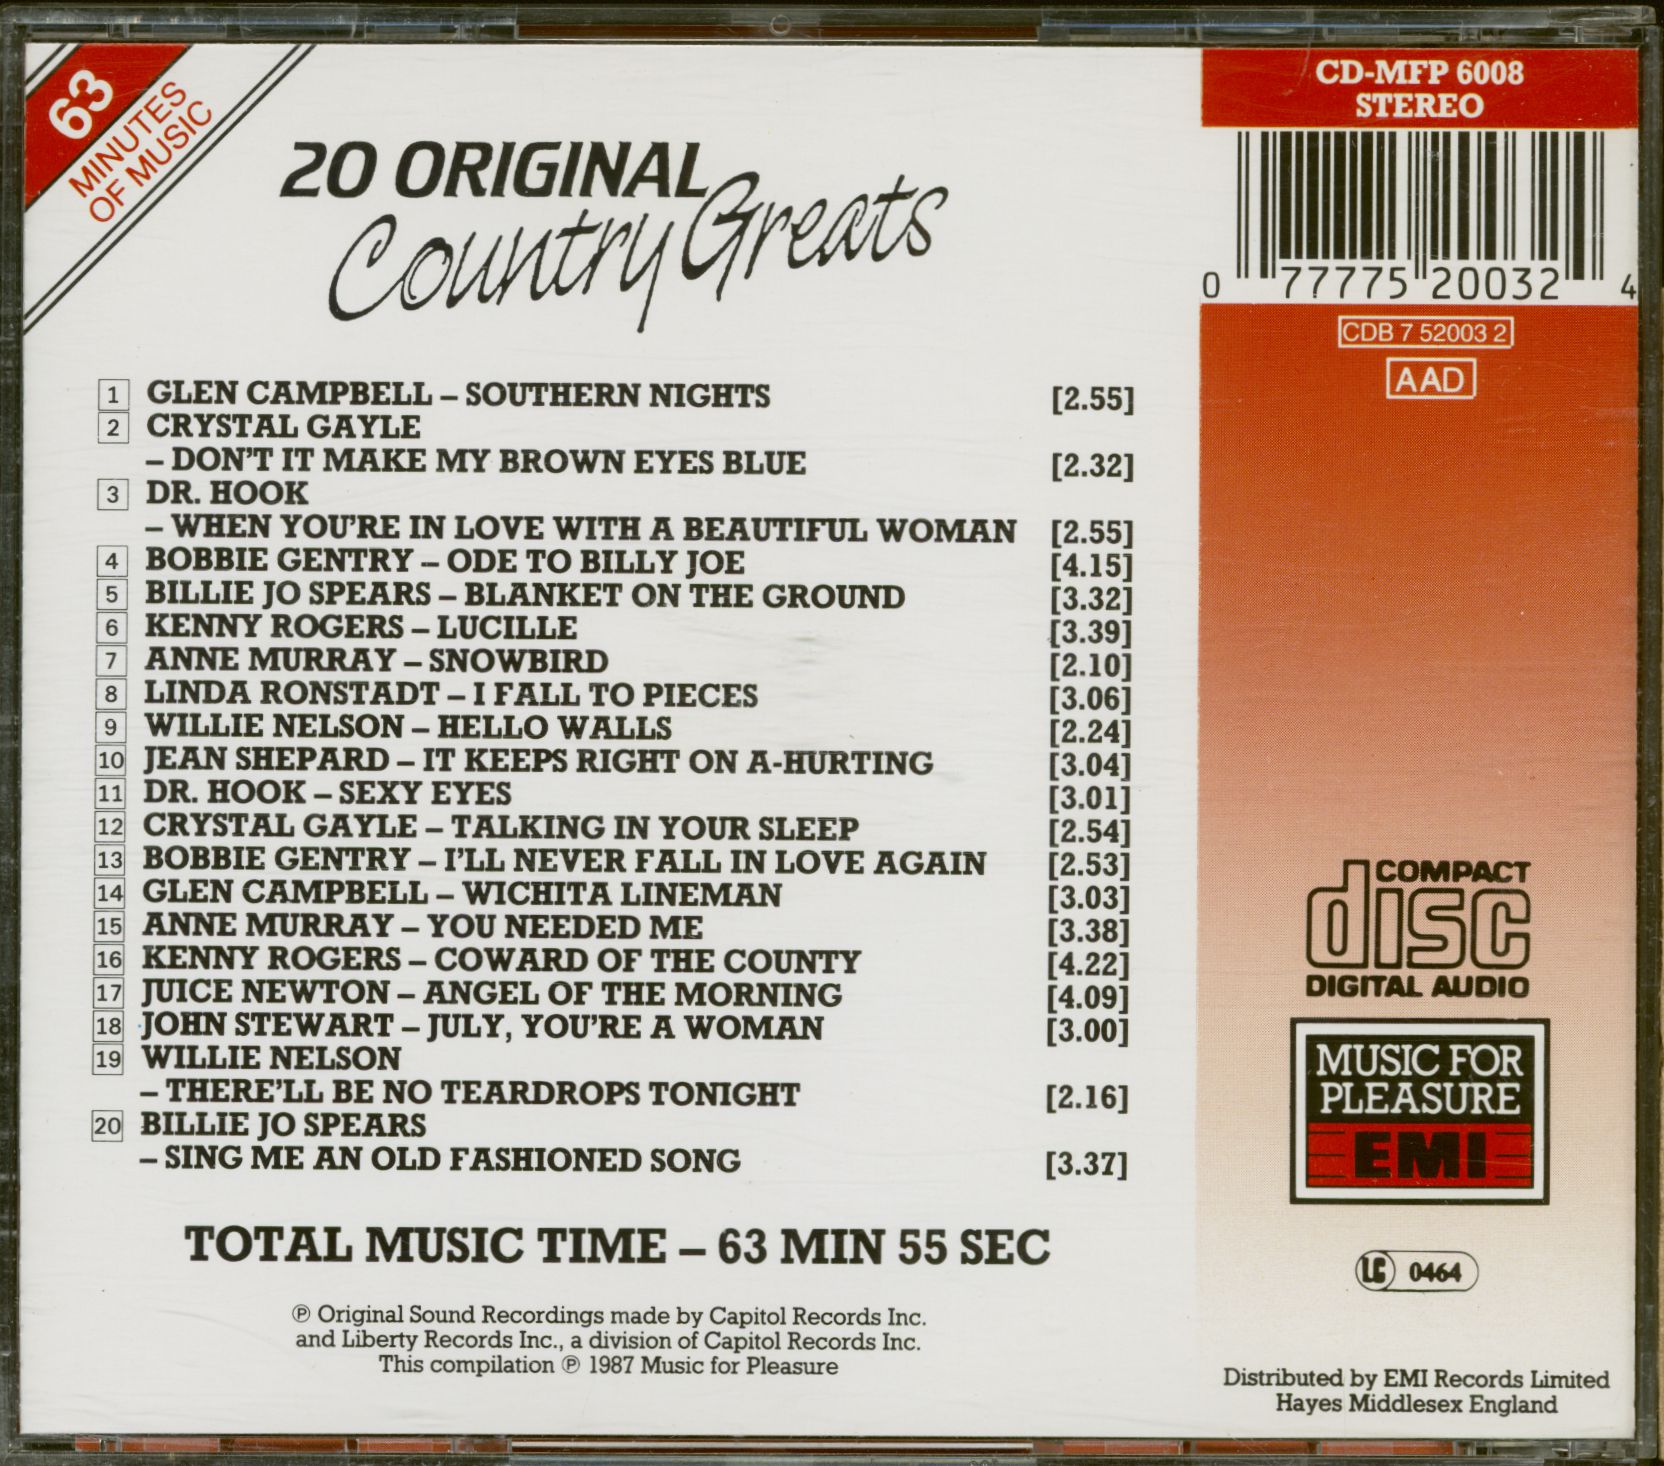 63
MINUTES
OF MUSIC
20 ORIGINAL
Country Greats
1 GLEN CAMPBELL – SOUTHERN NIGHTS [2.55]
2 CRYSTAL GAYLE
– DON'T IT MAKE MY BROWN EYES BLUE [2.32]
3 DR. HOOK
– WHEN YOU'RE IN LOVE WITH A BEAUTIFUL WOMAN [2.55]
4 BOBBIE GENTRY – ODE TO BILLY JOE [4.15]
5 BILLIE JO SPEARS – BLANKET ON THE GROUND [3.32]
6 KENNY ROGERS – LUCILLE [3.39]
7 ANNE MURRAY – SNOWBIRD [2.10]
8 LINDA RONSTADT – I FALL TO PIECES [3.06]
9 WILLIE NELSON – HELLO WALLS [2.24]
10 JEAN SHEPARD – IT KEEPS RIGHT ON A-HURTING [3.04]
11 DR. HOOK – SEXY EYES [3.01]
12 CRYSTAL GAYLE – TALKING IN YOUR SLEEP [2.54]
13 BOBBIE GENTRY – I'LL NEVER FALL IN LOVE AGAIN [2.53]
14 GLEN CAMPBELL – WICHITA LINEMAN [3.03]
15 ANNE MURRAY – YOU NEEDED ME [3.38]
16 KENNY ROGERS – COWARD OF THE COUNTY [4.22]
17 JUICE NEWTON – ANGEL OF THE MORNING [4.09]
18 JOHN STEWART – JULY, YOU'RE A WOMAN [3.00]
19 WILLIE NELSON
– THERE'LL BE NO TEARDROPS TONIGHT [2.16]
20 BILLIE JO SPEARS
– SING ME AN OLD FASHIONED SONG [3.37]
TOTAL MUSIC TIME – 63 MIN 55 SEC
℗ Original Sound Recordings made by Capitol Records Inc.
and Liberty Records Inc., a division of Capitol Records Inc.
This compilation ℗ 1987 Music for Pleasure
CD-MFP 6008
STEREO
0 77775 20032 4
CDB 7 52003 2
AAD
COMPACT
disc
DIGITAL AUDIO
MUSIC FOR
PLEASURE
EMI
LC 0464
Distributed by EMI Records Limited
Hayes Middlesex England